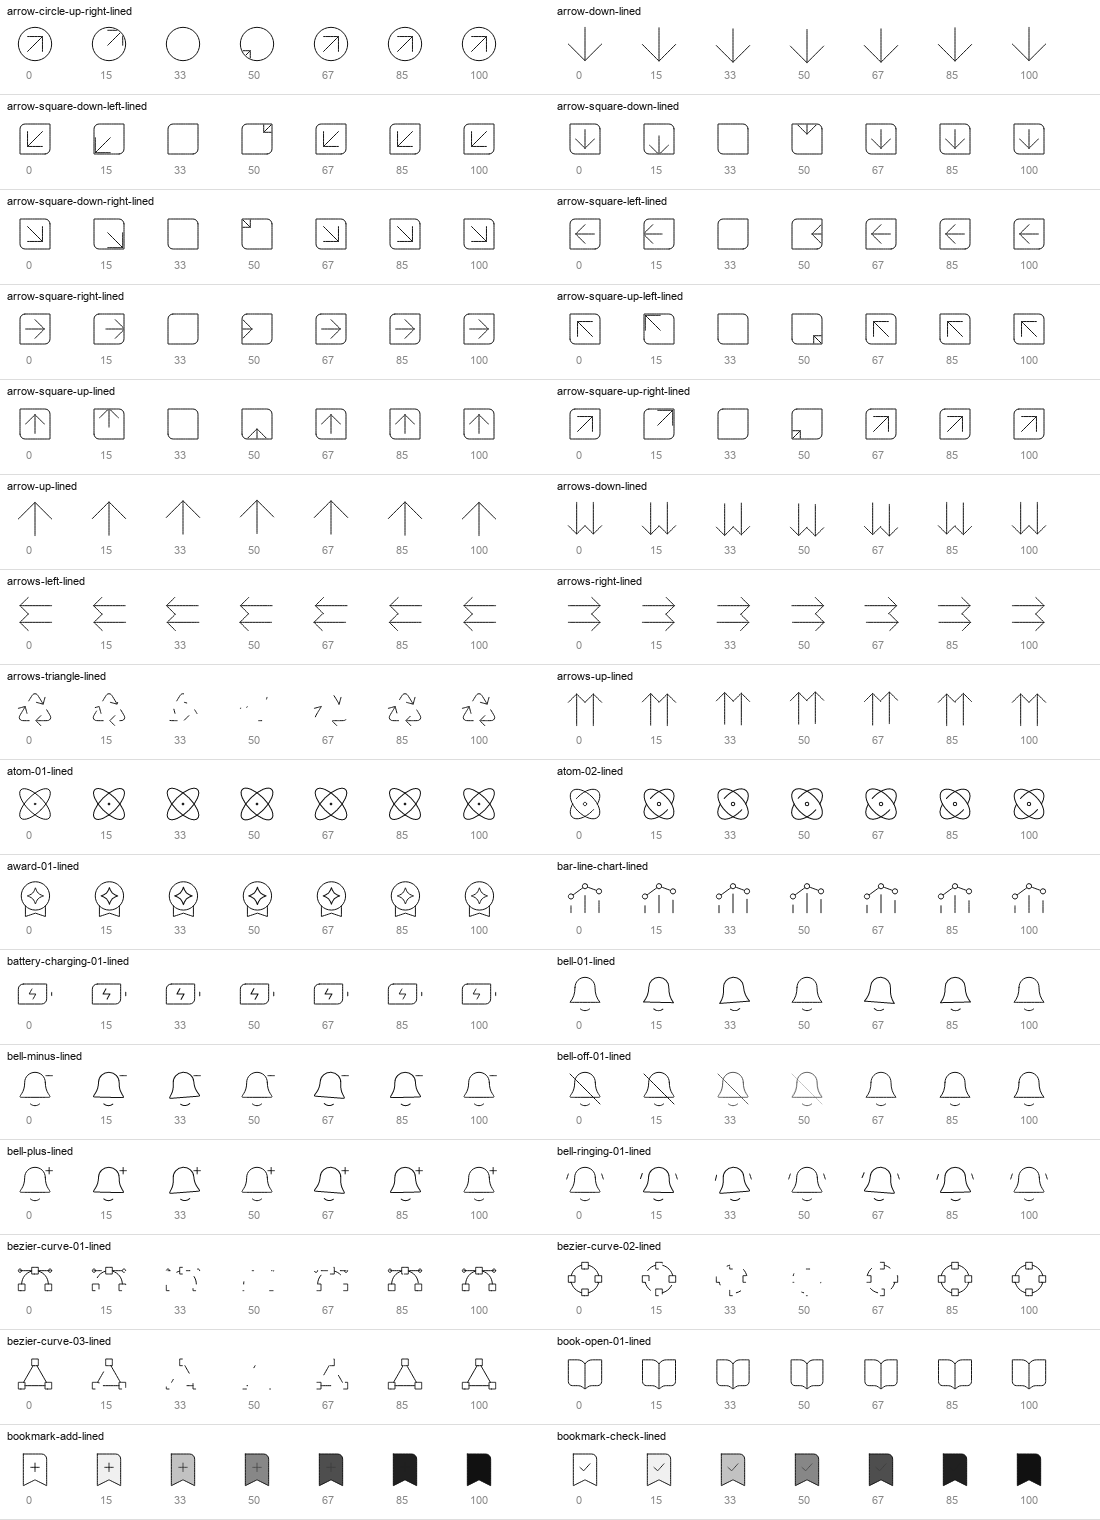 arrow-circle-up-right-lined
0 15 33 50 67 85 100
arrow-down-lined
0 15 33 50 67 85 100
arrow-square-down-left-lined
0 15 33 50 67 85 100
arrow-square-down-lined
0 15 33 50 67 85 100
arrow-square-down-right-lined
0 15 33 50 67 85 100
arrow-square-left-lined
0 15 33 50 67 85 100
arrow-square-right-lined
0 15 33 50 67 85 100
arrow-square-up-left-lined
0 15 33 50 67 85 100
arrow-square-up-lined
0 15 33 50 67 85 100
arrow-square-up-right-lined
0 15 33 50 67 85 100
arrow-up-lined
0 15 33 50 67 85 100
arrows-down-lined
0 15 33 50 67 85 100
arrows-left-lined
0 15 33 50 67 85 100
arrows-right-lined
0 15 33 50 67 85 100
arrows-triangle-lined
0 15 33 50 67 85 100
arrows-up-lined
0 15 33 50 67 85 100
atom-01-lined
0 15 33 50 67 85 100
atom-02-lined
0 15 33 50 67 85 100
award-01-lined
0 15 33 50 67 85 100
bar-line-chart-lined
0 15 33 50 67 85 100
battery-charging-01-lined
0 15 33 50 67 85 100
bell-01-lined
0 15 33 50 67 85 100
bell-minus-lined
0 15 33 50 67 85 100
bell-off-01-lined
0 15 33 50 67 85 100
bell-plus-lined
0 15 33 50 67 85 100
bell-ringing-01-lined
0 15 33 50 67 85 100
bezier-curve-01-lined
0 15 33 50 67 85 100
bezier-curve-02-lined
0 15 33 50 67 85 100
bezier-curve-03-lined
0 15 33 50 67 85 100
book-open-01-lined
0 15 33 50 67 85 100
bookmark-add-lined
0 15 33 50 67 85 100
bookmark-check-lined
0 15 33 50 67 85 100